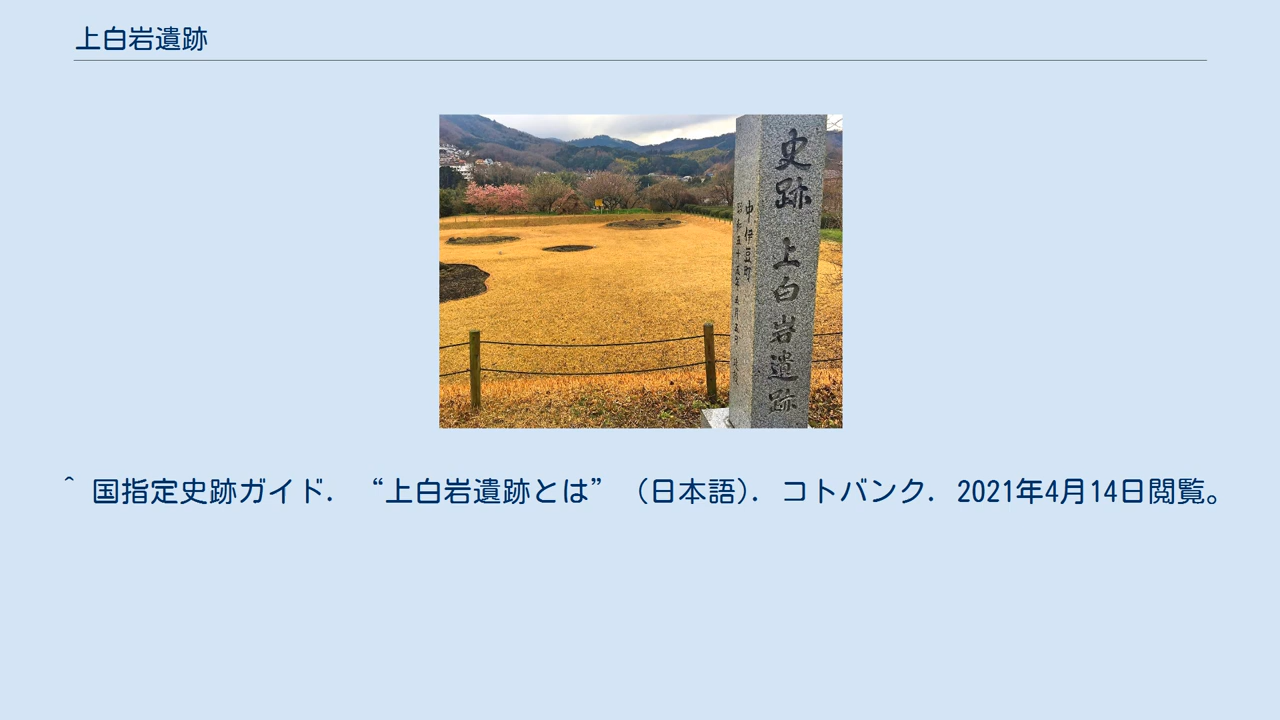 上白岩遺跡
史跡 上白岩遺跡
中伊豆町
^ 国指定史跡ガイド. “上白岩遺跡とは” (日本語). コトバンク. 2021年4月14日閲覧。